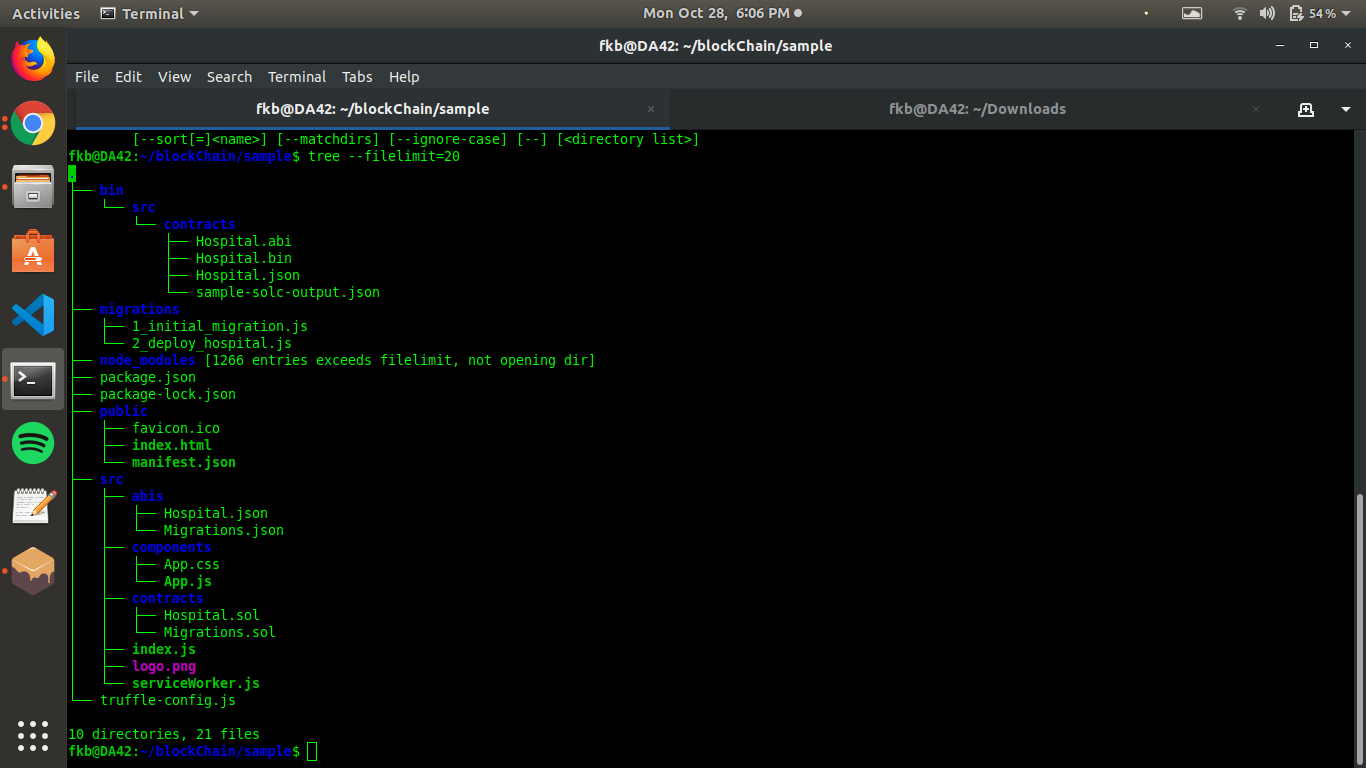 Activities Terminal Mon Oct 28, 6:06 PM 54%
fkb@DA42: ~/blockChain/sample
File Edit View Search Terminal Tabs Help
fkb@DA42: ~/blockChain/sample × fkb@DA42: ~/Downloads ×
[--sort[=]<name>] [--matchdirs] [--ignore-case] [--] [<directory list>]
fkb@DA42:~/blockChain/sample$ tree --filelimit=20
.
├── bin
│   └── src
│       └── contracts
│           ├── Hospital.abi
│           ├── Hospital.bin
│           ├── Hospital.json
│           └── sample-solc-output.json
├── migrations
│   ├── 1_initial_migration.js
│   └── 2_deploy_hospital.js
├── node_modules [1266 entries exceeds filelimit, not opening dir]
├── package.json
├── package-lock.json
├── public
│   ├── favicon.ico
│   ├── index.html
│   └── manifest.json
├── src
│   ├── abis
│   │   ├── Hospital.json
│   │   └── Migrations.json
│   ├── components
│   │   ├── App.css
│   │   └── App.js
│   ├── contracts
│   │   ├── Hospital.sol
│   │   └── Migrations.sol
│   ├── index.js
│   ├── logo.png
│   └── serviceWorker.js
└── truffle-config.js
10 directories, 21 files
fkb@DA42:~/blockChain/sample$